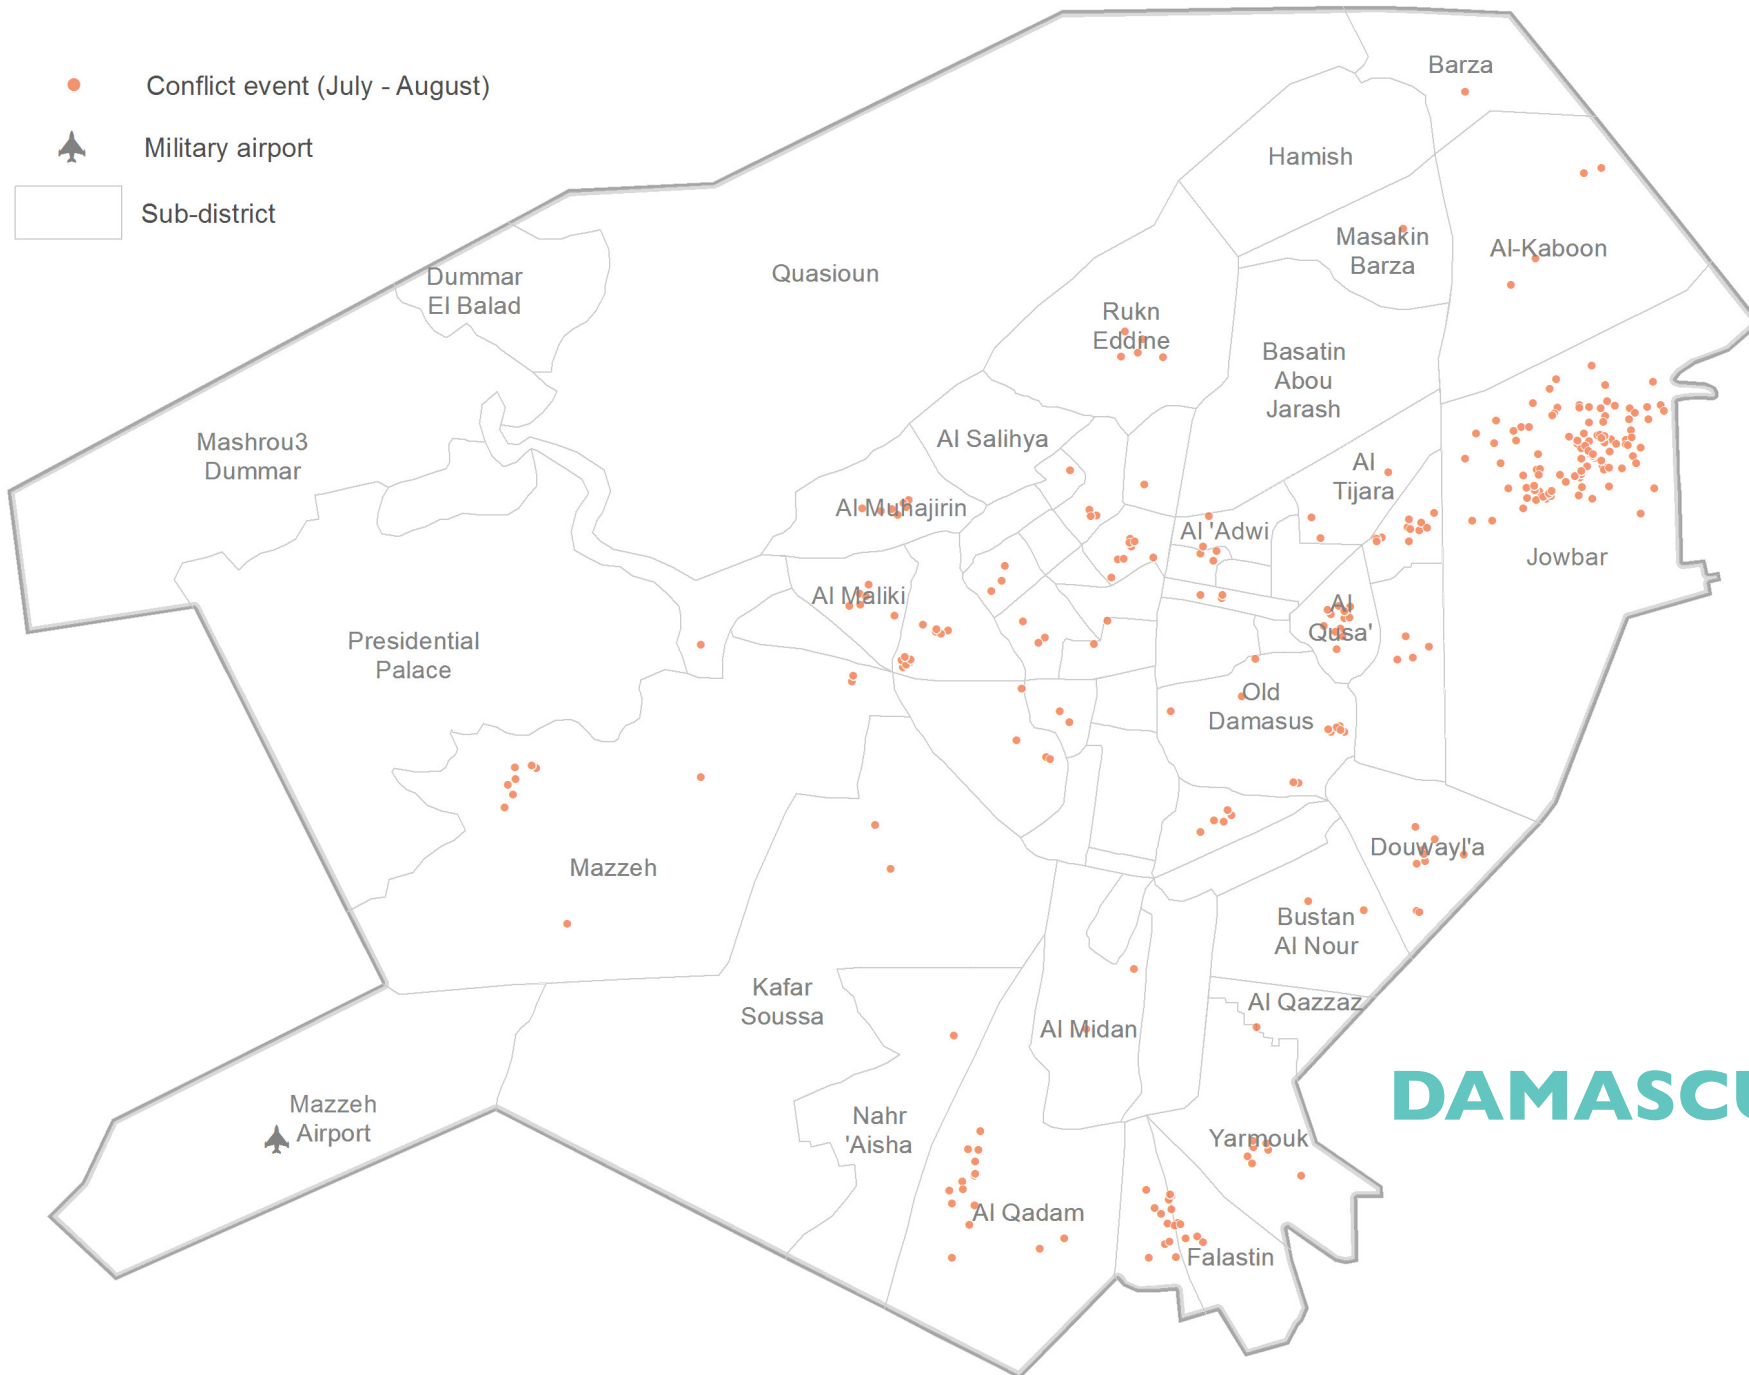 Conflict event (July - August)
Military airport
Sub-district
Barza
Hamish
Masakin
Barza
Al-Kaboon
Quasioun
Dummar
El Balad
Rukn
Eddine
Basatin
Abou
Jarash
Mashrou3
Dummar
Al Salihya
Al
Tijara
Al Muhajirin
Al 'Adwi
Jowbar
Al Maliki
Al
Qusa'
Presidential
Palace
Old
Damasus
Mazzeh
Douwayl'a
Bustan
Al Nour
Kafar
Soussa
Al Qazzaz
Al Midan
DAMASCU
Mazzeh
Airport
Nahr
'Aisha
Yarmouk
Al Qadam
Falastin